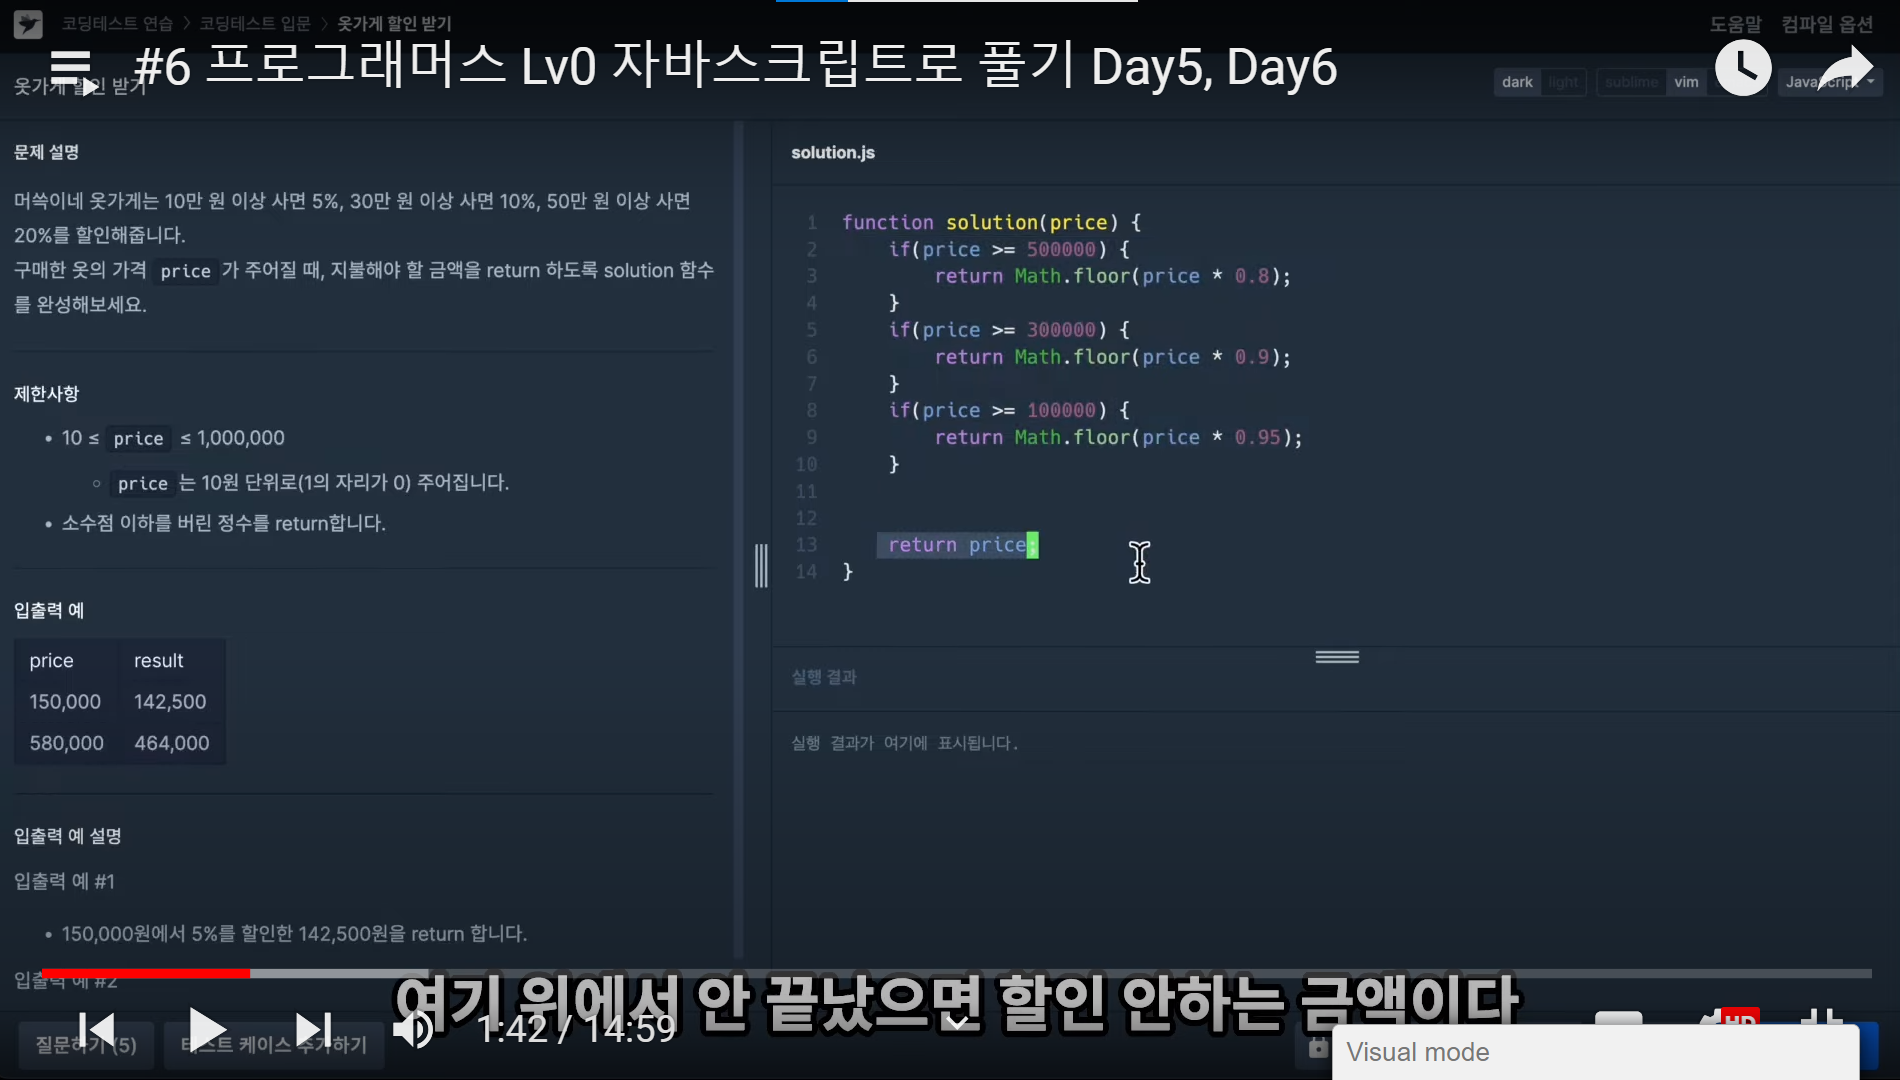 코딩테스트 연습 > 코딩테스트 입문 > 옷가게 할인 받기
도움말 컴파일 옵션
#6 프로그래머스 Lv0 자바스크립트로 풀기 Day5, Day6
옷가게 할인 받기
dark light sublime vim JavaScript
문제 설명
머쓱이네 옷가게는 10만 원 이상 사면 5%, 30만 원 이상 사면 10%, 50만 원 이상 사면
20%를 할인해줍니다.
구매한 옷의 가격 price 가 주어질 때, 지불해야 할 금액을 return 하도록 solution 함수
를 완성해보세요.
제한사항
• 10 ≤ price ≤ 1,000,000
◦ price 는 10원 단위로(1의 자리가 0) 주어집니다.
• 소수점 이하를 버린 정수를 return합니다.
입출력 예
price result
150,000 142,500
580,000 464,000
입출력 예 설명
입출력 예 #1
• 150,000원에서 5%를 할인한 142,500원을 return 합니다.
입출력 예 #2
solution.js
1 function solution(price) {
2 if(price >= 500000) {
3 return Math.floor(price * 0.8);
4 }
5 if(price >= 300000) {
6 return Math.floor(price * 0.9);
7 }
8 if(price >= 100000) {
9 return Math.floor(price * 0.95);
10 }
11
12
13 return price;
14 }
실행 결과
실행 결과가 여기에 표시됩니다.
여기 위에서 안 끝났으면 할인 안하는 금액이다
1:42 / 14:59
HD
질문하기 (5) 테스트 케이스 추가하기
Visual mode